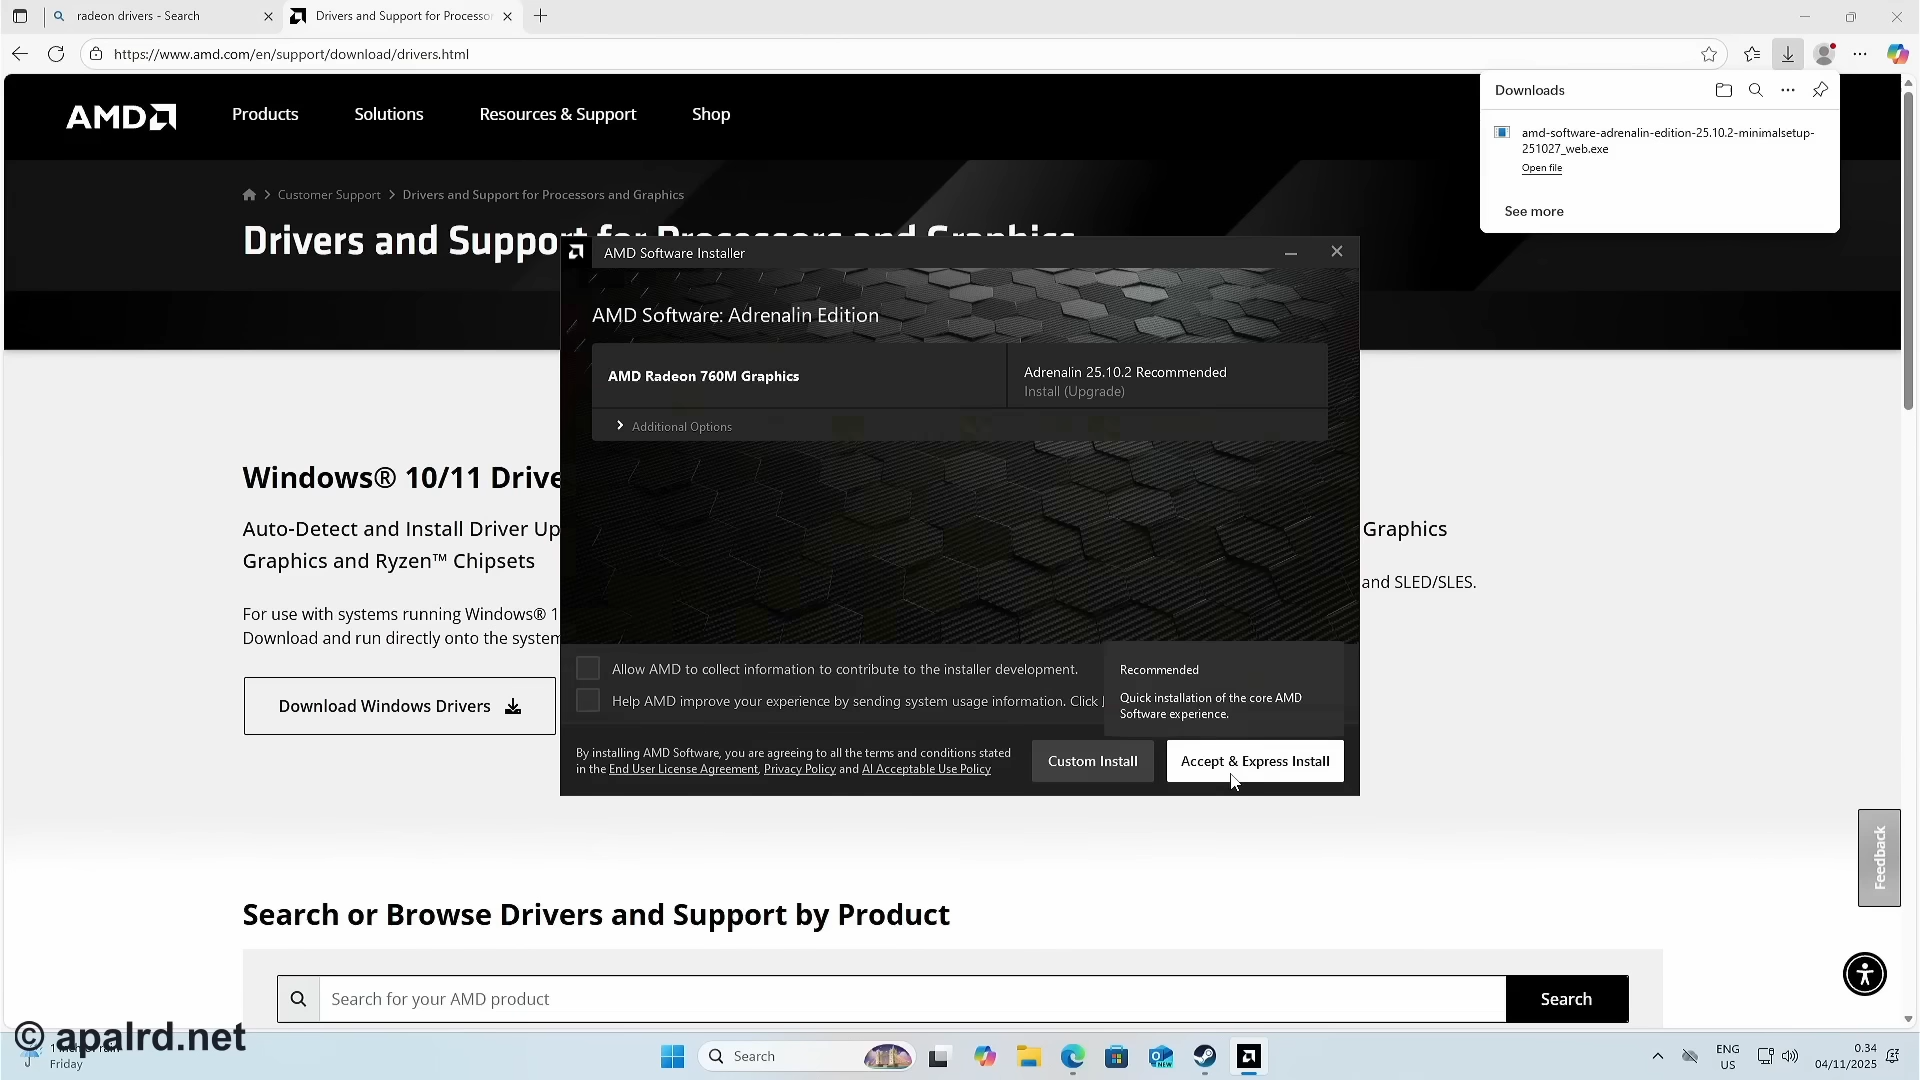 radeon drivers - Search
Drivers and Support for Processor
https://www.amd.com/en/support/download/drivers.html
AMD
Products
Solutions
Resources & Support
Shop
Downloads
amd-software-adrenalin-edition-25.10.2-minimalsetup-
251027_web.exe
Open file
See more
Customer Support
Drivers and Support for Processors and Graphics
Drivers and Support for Processors and Graphics
AMD Software Installer
AMD Software: Adrenalin Edition
AMD Radeon 760M Graphics
Adrenalin 25.10.2 Recommended
Install (Upgrade)
Additional Options
Windows® 10/11 Drive
Auto-Detect and Install Driver Up
Graphics
Graphics and Ryzen™ Chipsets
and SLED/SLES.
For use with systems running Windows® 1
Download and run directly onto the system
Download Windows Drivers
Allow AMD to collect information to contribute to the installer development.
Help AMD improve your experience by sending system usage information. Click
Recommended
Quick installation of the core AMD
Software experience.
By installing AMD Software, you are agreeing to all the terms and conditions stated
in the End User License Agreement, Privacy Policy and AI Acceptable Use Policy
Custom Install
Accept & Express Install
Feedback
Search or Browse Drivers and Support by Product
Search for your AMD product
Search
© apalrd.net
Friday
Search
NEW
ENG
US
0.34
04/11/2025